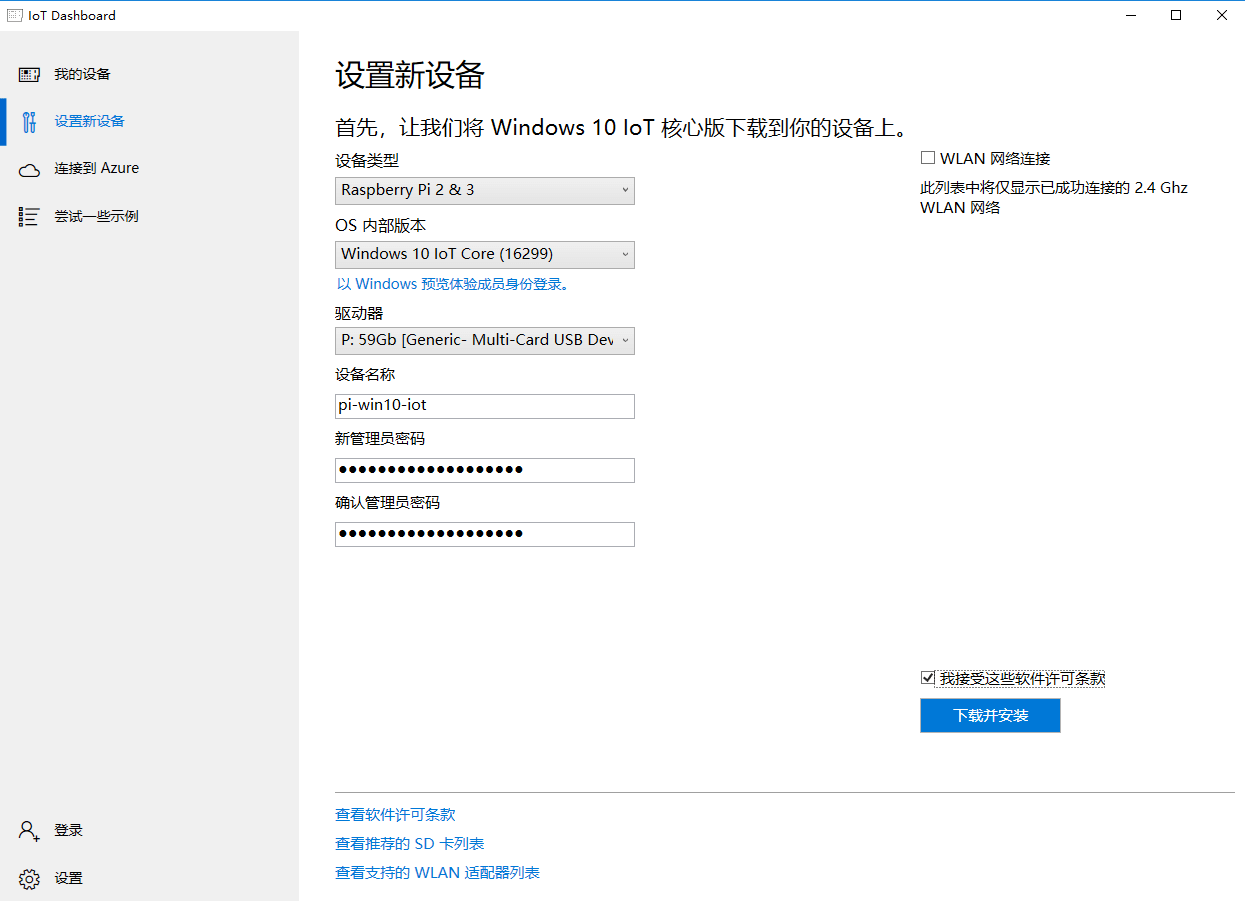 IoT Dashboard
我的设备
设置新设备
连接到 Azure
尝试一些示例
登录
设置
设置新设备
首先，让我们将 Windows 10 IoT 核心版下载到你的设备上。
设备类型
Raspberry Pi 2 & 3
OS 内部版本
Windows 10 IoT Core (16299)
以 Windows 预览体验成员身份登录。
驱动器
P: 59Gb [Generic- Multi-Card USB Dev
设备名称
pi-win10-iot
新管理员密码
●●●●●●●●●●●●●●●●●●●
确认管理员密码
●●●●●●●●●●●●●●●●●●●
WLAN 网络连接
此列表中将仅显示已成功连接的 2.4 Ghz
WLAN 网络
我接受这些软件许可条款
下载并安装
查看软件许可条款
查看推荐的 SD 卡列表
查看支持的 WLAN 适配器列表